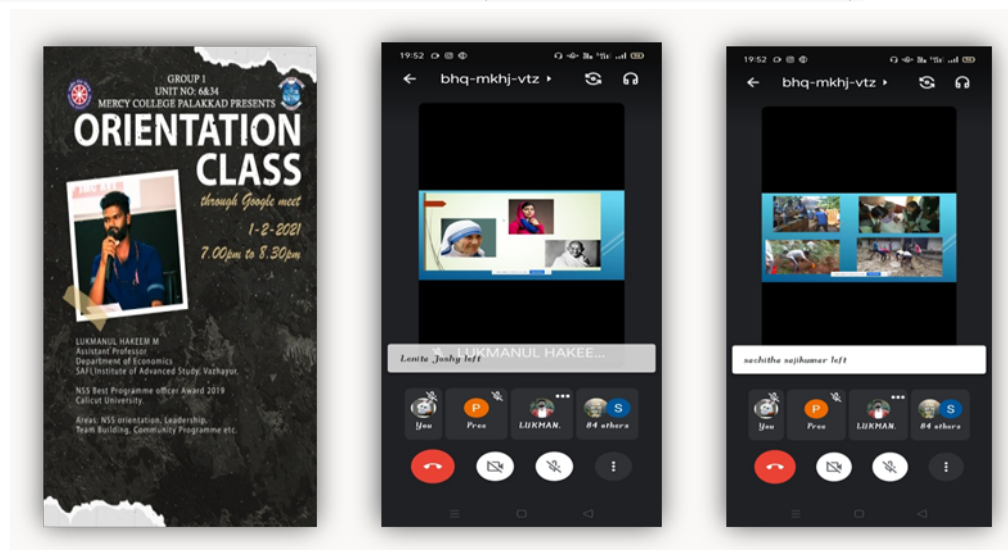 GROUP 1
UNIT NO: 6&34
MERCY COLLEGE PALAKKAD PRESENTS
ORIENTATION
CLASS
through Google meet
1-2-2021
7.00pm to 8.30pm
LUKMANUL HAKEEM M
Assistant Professor
Department of Economics
SAFI Institute of Advanced Study, Vazhayur.
NSS Best Programme officer Award 2019
Calicut University.
Areas: NSS orientation, Leadership,
Team Building, Community Programme etc.
19:52
bhq-mkhj-vtz
LUKMANUL HAKEE...
Lenita Joshy left
P
S
You
Pree
LUKMAN.
84 others
19:52
bhq-mkhj-vtz
sachitha sajikumar left
P
S
You
Pree
LUKMAN.
84 others